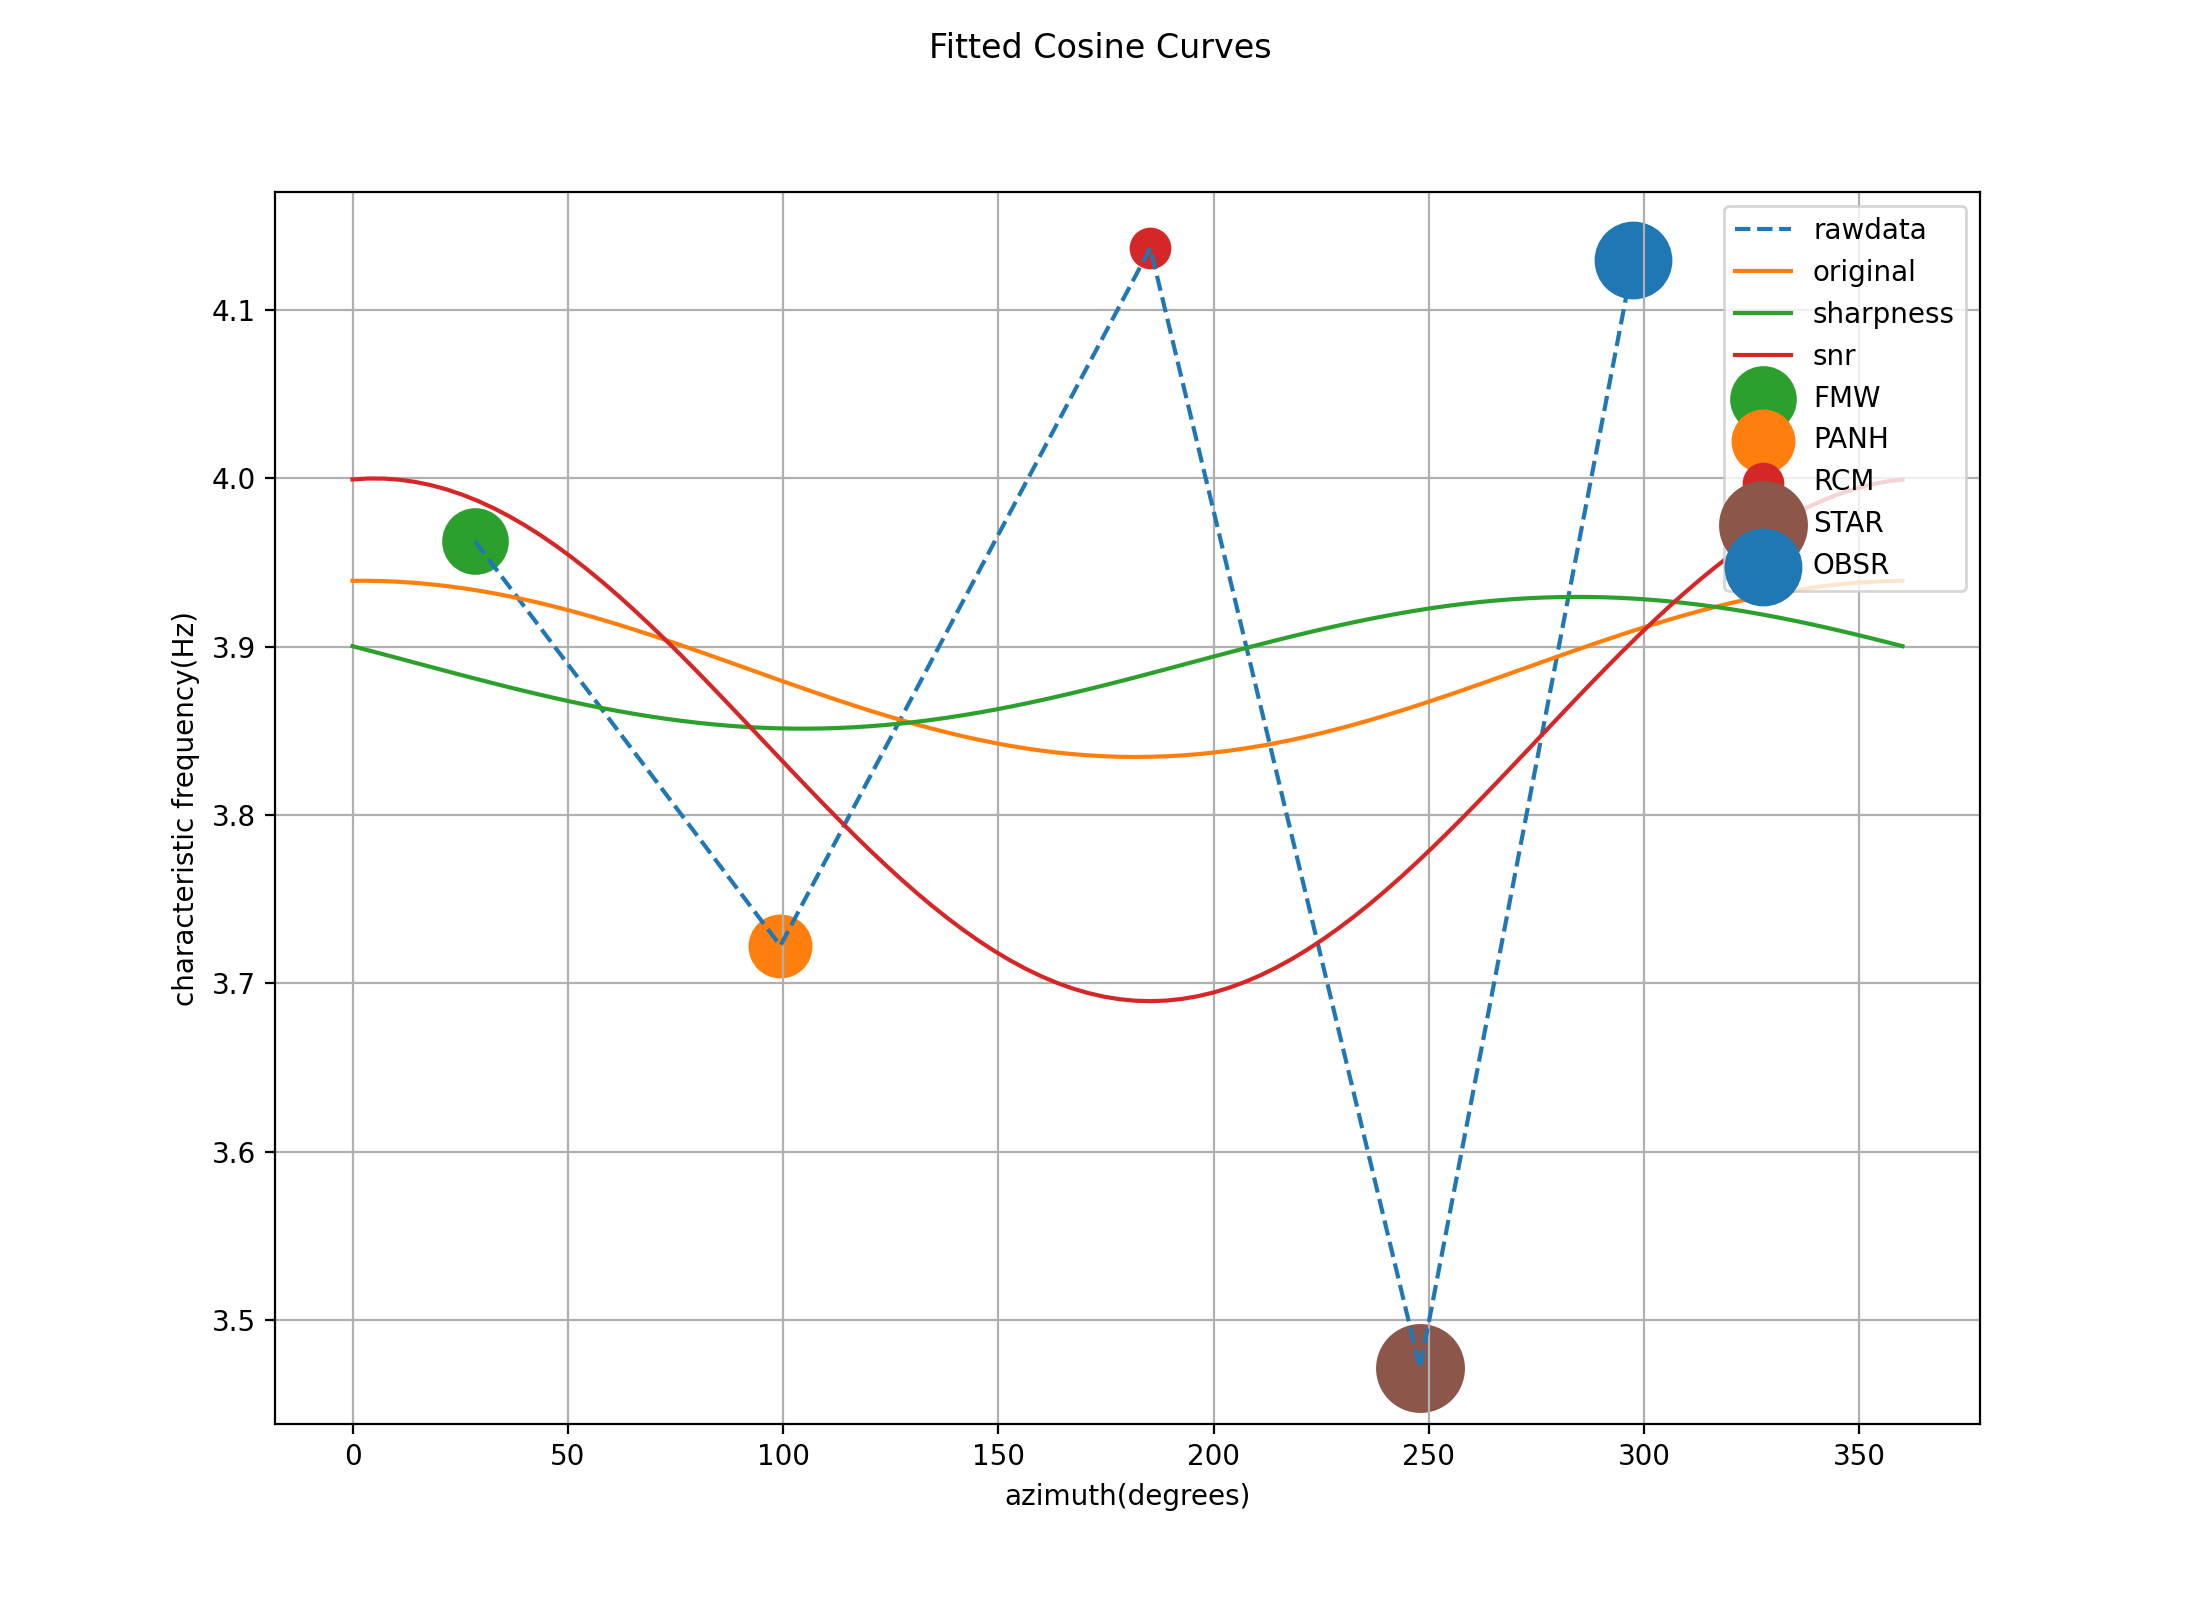 Fitted Cosine Curves
rawdata
original
sharpness
snr
FMW
PANH
RCM
STAR
OBSR
4.1
4.0
3.9
3.8
3.7
3.6
3.5
characteristic frequency(Hz)
0 50 100 150 200 250 300 350
azimuth(degrees)